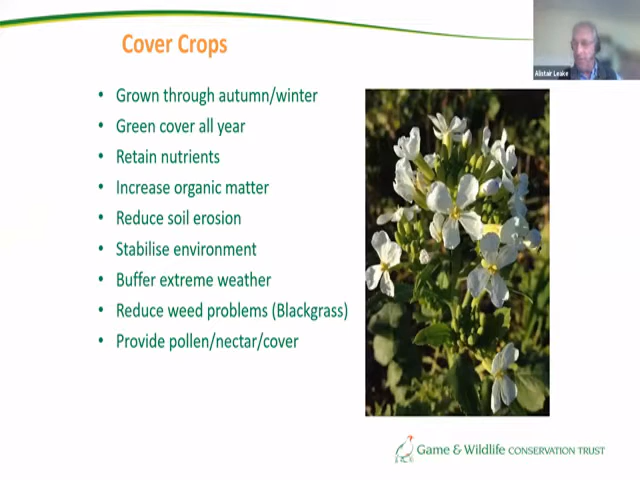 Cover Crops
Alistair Leake
• Grown through autumn/winter
• Green cover all year
• Retain nutrients
• Increase organic matter
• Reduce soil erosion
• Stabilise environment
• Buffer extreme weather
• Reduce weed problems (Blackgrass)
• Provide pollen/nectar/cover
Game & Wildlife CONSERVATION TRUST